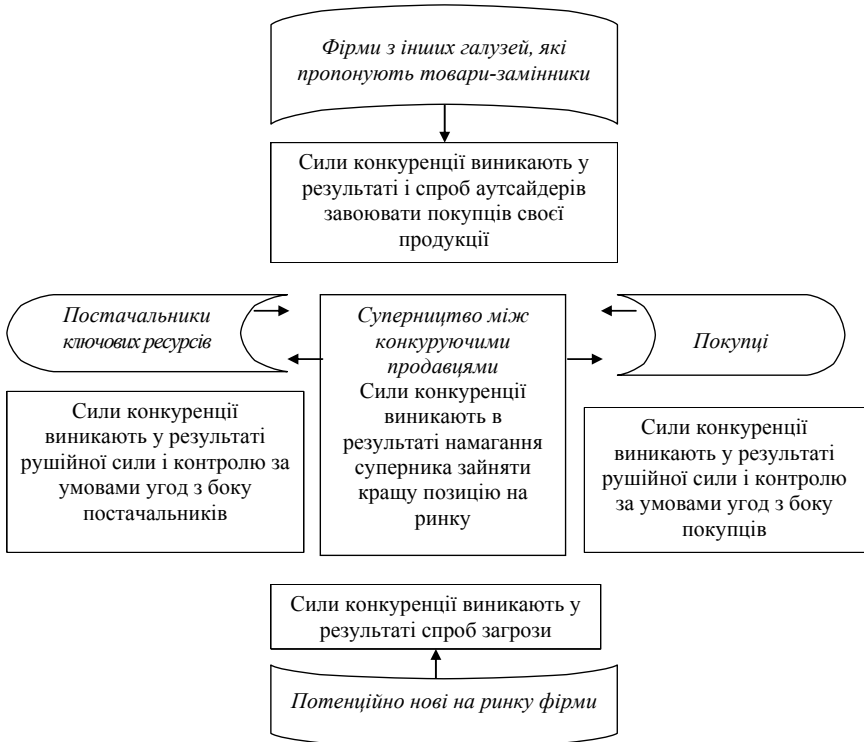 Фірми з інших галузей, які
пропонують товари-замінники
Сили конкуренції виникають у
результаті і спроб аутсайдерів
завоювати покупців своєї
продукції
Постачальники
ключових ресурсів
Суперництво між
конкуруючими
продавцями
Сили конкуренції
виникають в
результаті намагання
суперника зайняти
кращу позицію на
ринку
Покупці
Сили конкуренції
виникають у результаті
рушійної сили і контролю за
умовами угод з боку
постачальників
Сили конкуренції
виникають у результаті
рушійної сили і контролю
за умовами угод з боку
покупців
Сили конкуренції виникають у
результаті спроб загрози
Потенційно нові на ринку фірми